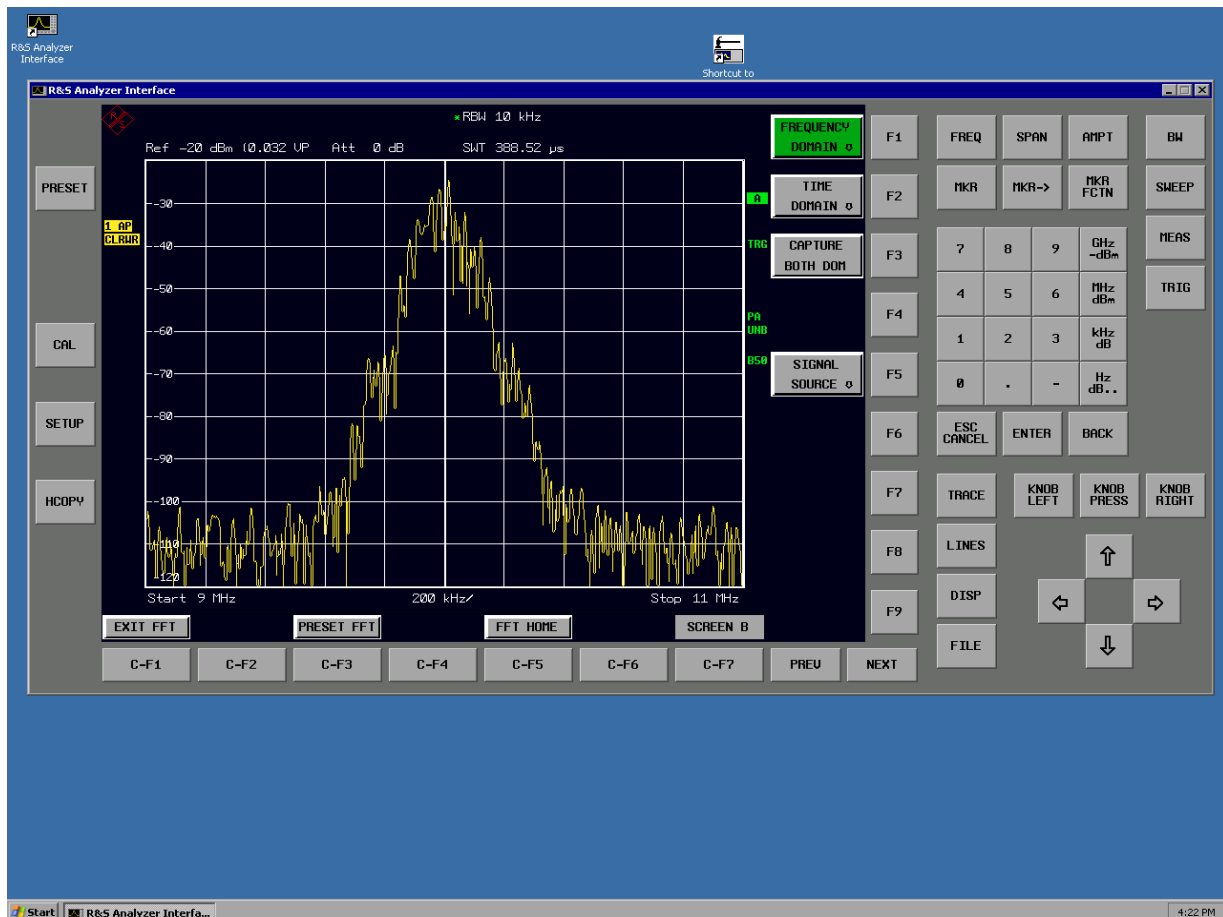 R&S Analyzer
Interface
Shortcut to
R&S Analyzer Interface
R
S
*RBW 10 kHz
Ref -20 dBm (0.032 VP Att 0 dB SWT 388.52 µs
1 AP
CLRWR
-30
-40
-50
-60
-70
-80
-90
-100
-110
-120
A
TRG
PA
UNB
B50
Start 9 MHz 200 kHz/ Stop 11 MHz
EXIT FFT PRESET FFT FFT HOME SCREEN B
FREQUENCY
DOMAIN
TIME
DOMAIN
CAPTURE
BOTH DOM
SIGNAL
SOURCE
PRESET
CAL
SETUP
HCOPY
F1
F2
F3
F4
F5
F6
F7
F8
F9
C-F1 C-F2 C-F3 C-F4 C-F5 C-F6 C-F7 PREV NEXT
FREQ SPAN AMPT BW
MKR MKR-> MKR
FCTN SWEEP
MEAS
TRIG
7 8 9 GHz
-dBm
4 5 6 MHz
dBm
1 2 3 kHz
dB
0 . - Hz
dB..
ESC
CANCEL ENTER BACK
TRACE KNOB
LEFT KNOB
PRESS KNOB
RIGHT
LINES
DISP
FILE
Start R&S Analyzer Interfa... 4:22 PM